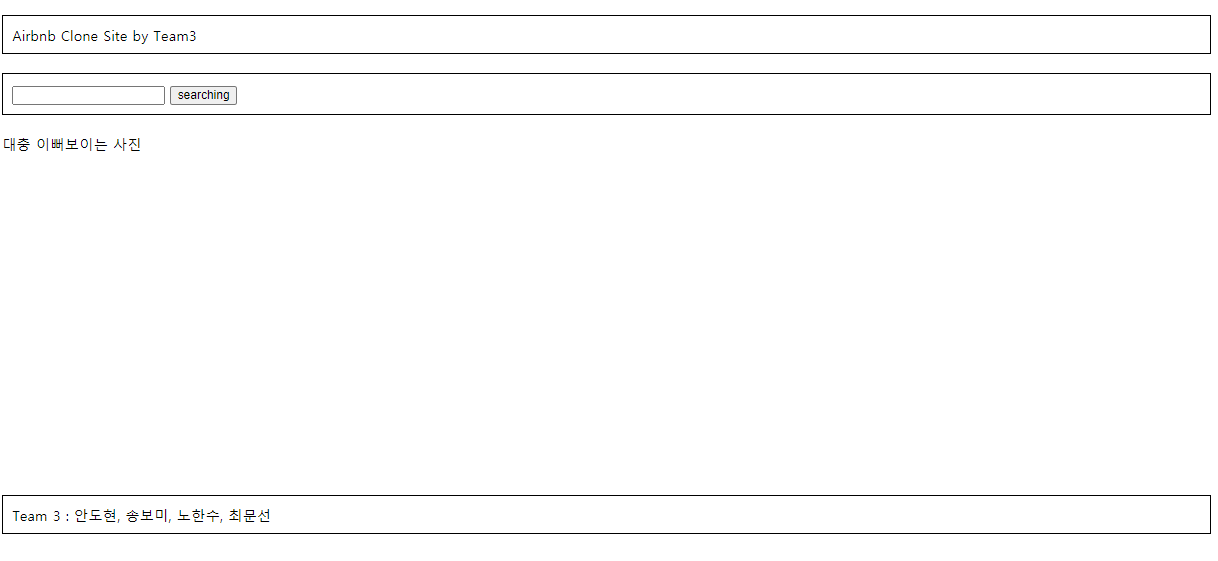 Airbnb Clone Site by Team3
searching
대충 이뻐보이는 사진
Team 3 : 안도현, 송보미, 노한수, 최문선